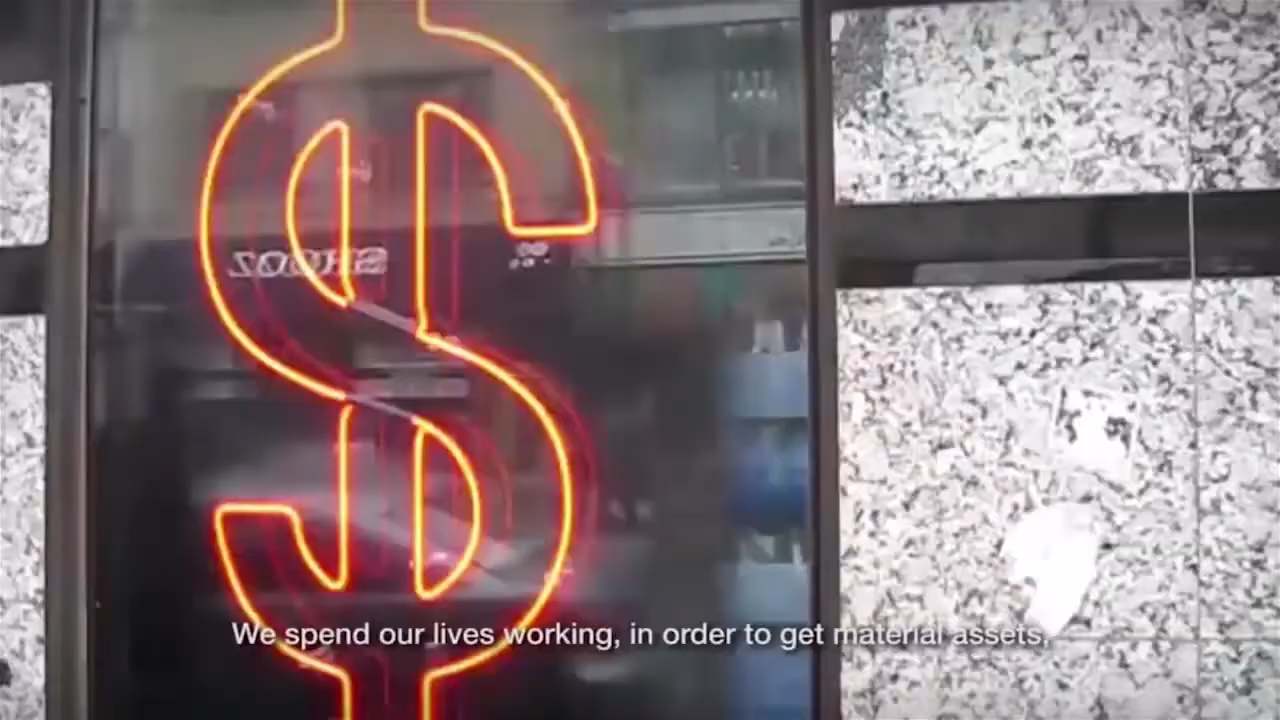 $
We spend our lives working, in order to get material assets,